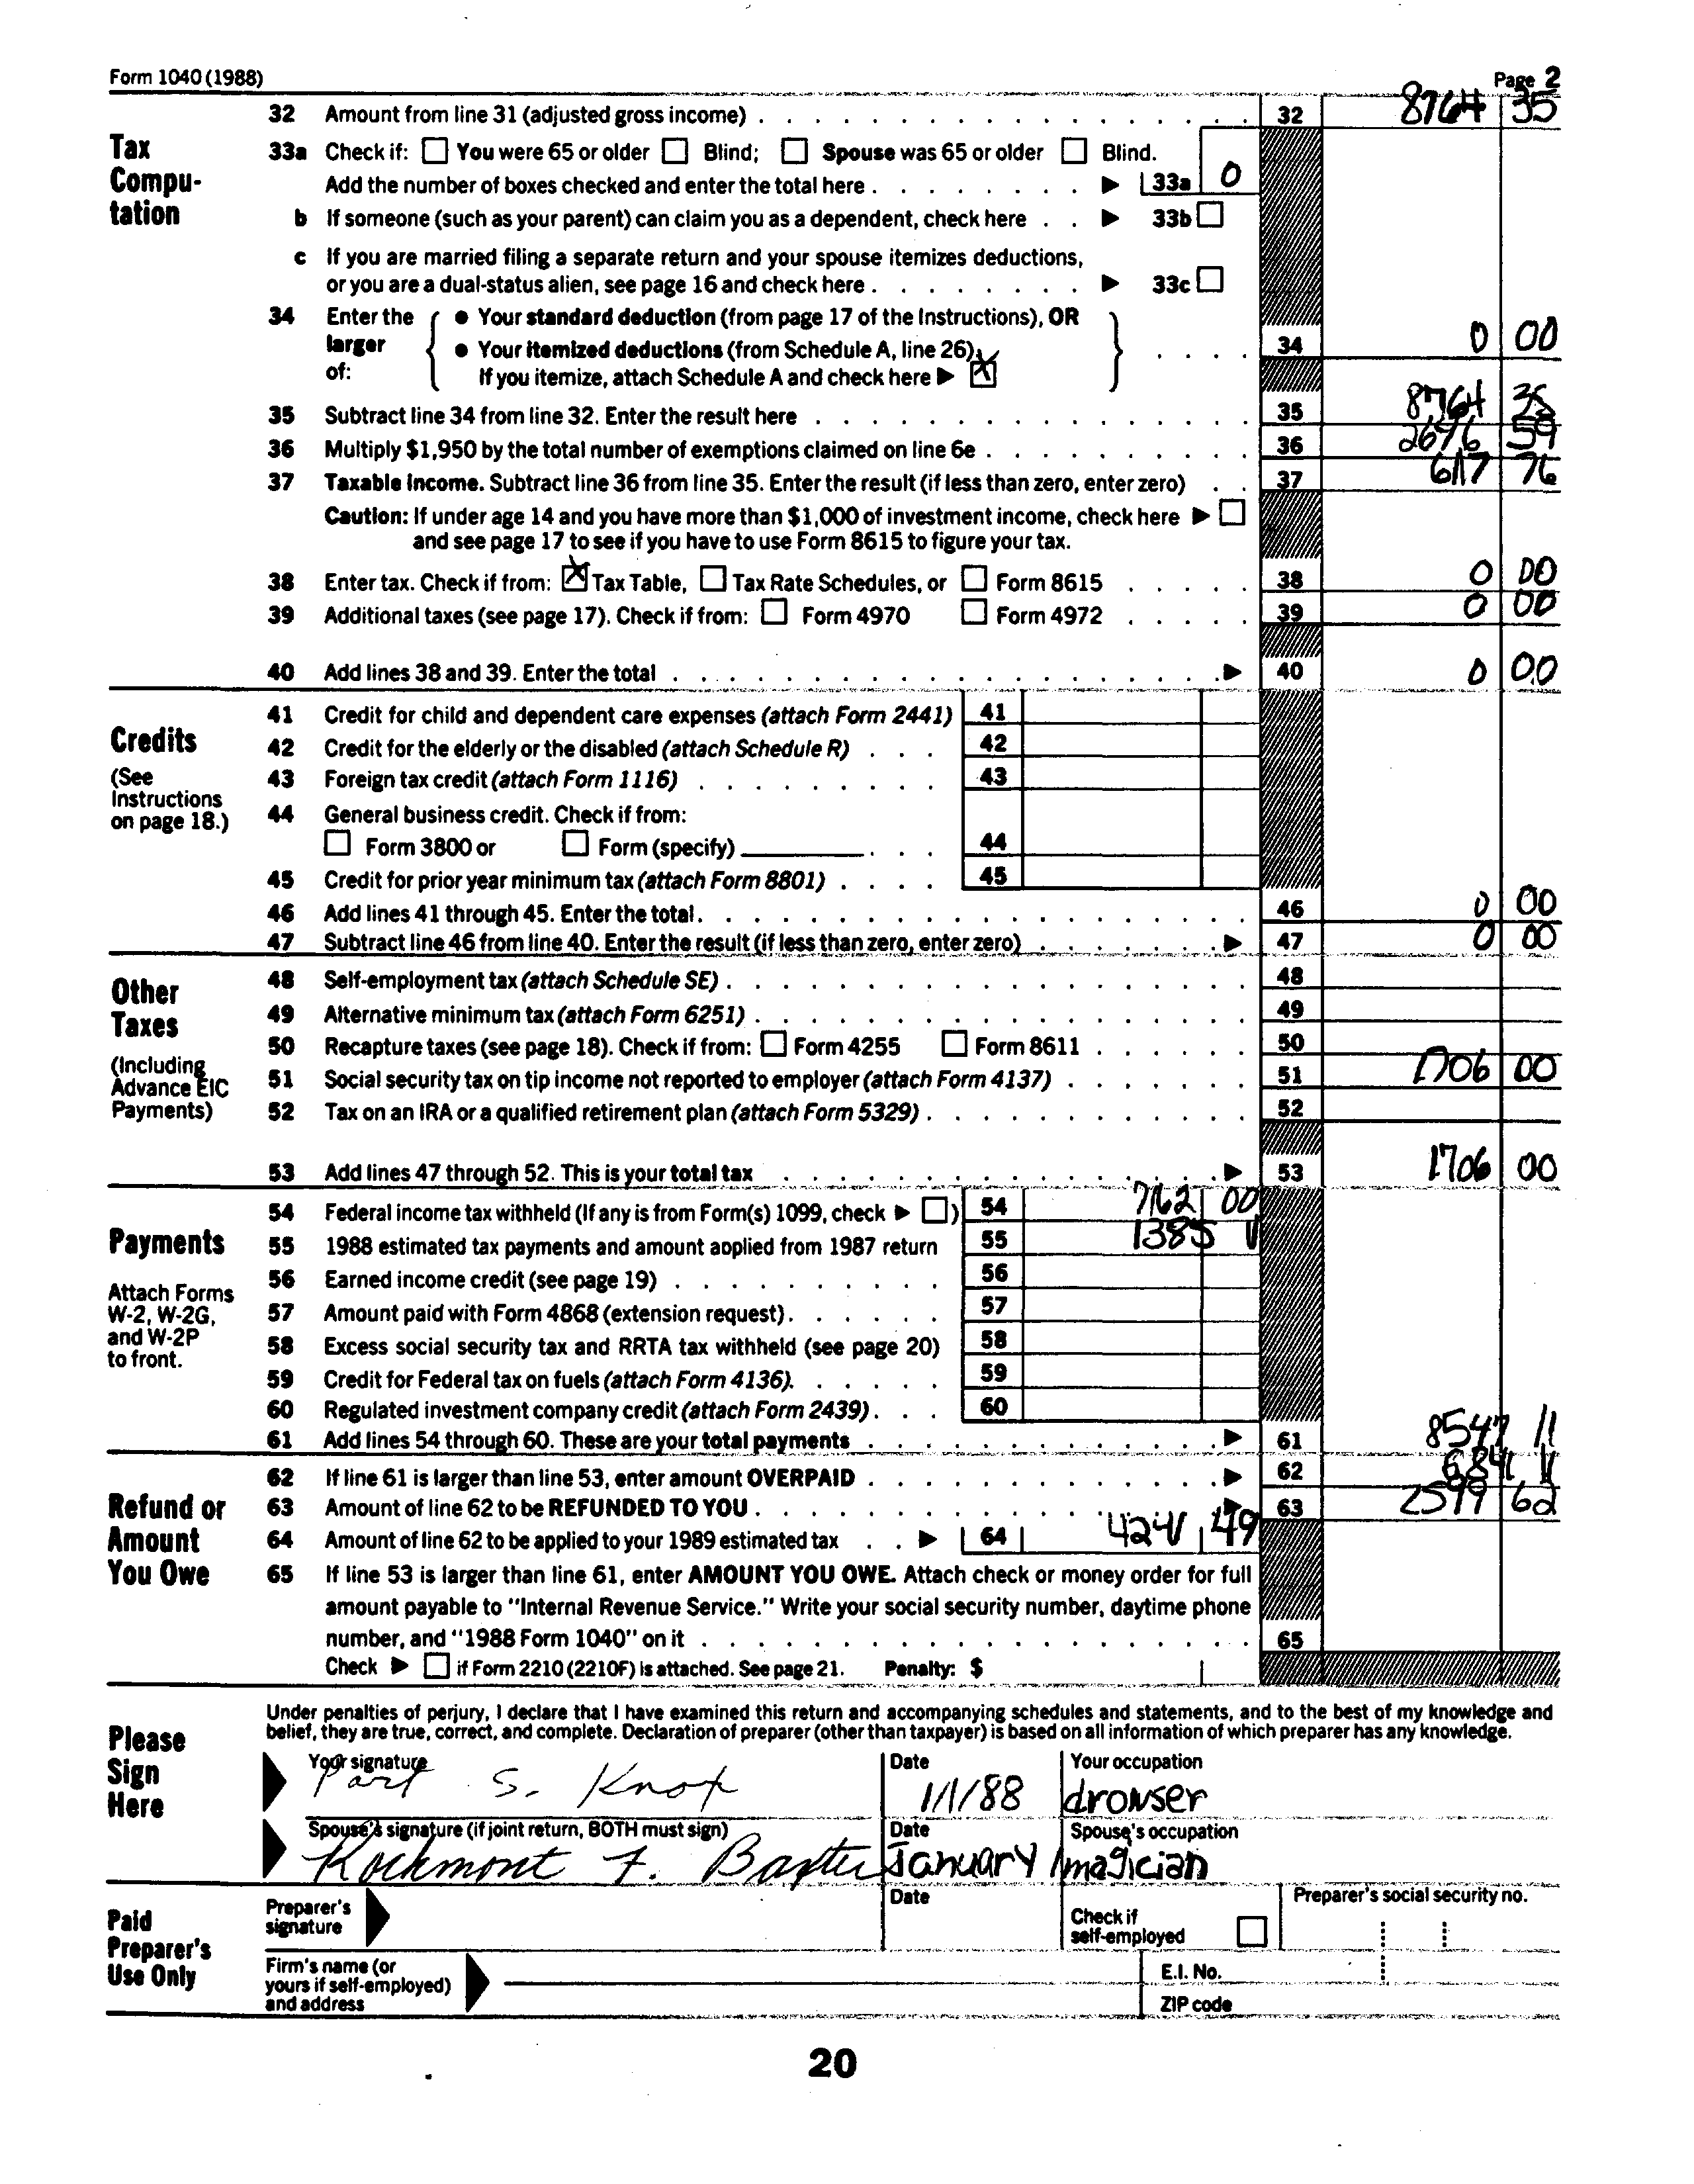 Form 1040 (1988)
Page 2
32 Amount from line 31 (adjusted gross income) 32 8764 35
Tax Compu-tation
33a Check if: You were 65 or older Blind; Spouse was 65 or older Blind.
Add the number of boxes checked and enter the total here 33a 0
b If someone (such as your parent) can claim you as a dependent, check here 33b
c If you are married filing a separate return and your spouse itemizes deductions,
or you are a dual-status alien, see page 16 and check here 33c
34 Enter the larger of:
• Your standard deduction (from page 17 of the Instructions), OR
• Your itemized deductions (from Schedule A, line 26).
If you itemize, attach Schedule A and check here X
34 0 00
35 Subtract line 34 from line 32. Enter the result here 35 8764 35
36 Multiply $1,950 by the total number of exemptions claimed on line 6e 36 2646 59
37 Taxable Income. Subtract line 36 from line 35. Enter the result (if less than zero, enter zero) 37 6117 76
Caution: If under age 14 and you have more than $1,000 of investment income, check here
and see page 17 to see if you have to use Form 8615 to figure your tax.
38 Enter tax. Check if from: X Tax Table, Tax Rate Schedules, or Form 8615 38 0 00
39 Additional taxes (see page 17). Check if from: Form 4970 Form 4972 39 0 00
40 Add lines 38 and 39. Enter the total 40 0 00
Credits
(See Instructions on page 18.)
41 Credit for child and dependent care expenses (attach Form 2441) 41
42 Credit for the elderly or the disabled (attach Schedule R) 42
43 Foreign tax credit (attach Form 1116) 43
44 General business credit. Check if from:
Form 3800 or Form (specify) 44
45 Credit for prior year minimum tax (attach Form 8801) 45
46 Add lines 41 through 45. Enter the total 46 0 00
47 Subtract line 46 from line 40. Enter the result (if less than zero, enter zero) 47 0 00
Other Taxes
(Including Advance EIC Payments)
48 Self-employment tax (attach Schedule SE) 48
49 Alternative minimum tax (attach Form 6251) 49
50 Recapture taxes (see page 18). Check if from: Form 4255 Form 8611 50
51 Social security tax on tip income not reported to employer (attach Form 4137) 51 1706 00
52 Tax on an IRA or a qualified retirement plan (attach Form 5329) 52
53 Add lines 47 through 52. This is your total tax 53 1706 00
Payments
Attach Forms W-2, W-2G, and W-2P to front.
54 Federal income tax withheld (If any is from Form(s) 1099, check ) 54 7162 00
55 1988 estimated tax payments and amount applied from 1987 return 55 1385 11
56 Earned income credit (see page 19) 56
57 Amount paid with Form 4868 (extension request) 57
58 Excess social security tax and RRTA tax withheld (see page 20) 58
59 Credit for Federal tax on fuels (attach Form 4136) 59
60 Regulated investment company credit (attach Form 2439) 60
61 Add lines 54 through 60. These are your total payments 61 8547 11
Refund or Amount You Owe
62 If line 61 is larger than line 53, enter amount OVERPAID 62 6841 11
63 Amount of line 62 to be REFUNDED TO YOU 63 2599 62
64 Amount of line 62 to be applied to your 1989 estimated tax 64 4241 49
65 If line 53 is larger than line 61, enter AMOUNT YOU OWE. Attach check or money order for full
amount payable to "Internal Revenue Service." Write your social security number, daytime phone
number, and "1988 Form 1040" on it 65
Check if Form 2210 (2210F) is attached. See page 21. Penalty: $
Please Sign Here
Under penalties of perjury, I declare that I have examined this return and accompanying schedules and statements, and to the best of my knowledge and
belief, they are true, correct, and complete. Declaration of preparer (other than taxpayer) is based on all information of which preparer has any knowledge.
Your signature Date Your occupation
S. Knox 1/1/88 drowser
Spouse's signature (if joint return, BOTH must sign) Date Spouse's occupation
Rockmont F. Baxter January 1 magician
Paid Preparer's Use Only
Preparer's signature Date Check if self-employed Preparer's social security no.
Firm's name (or yours if self-employed) and address E.I. No.
ZIP code
20